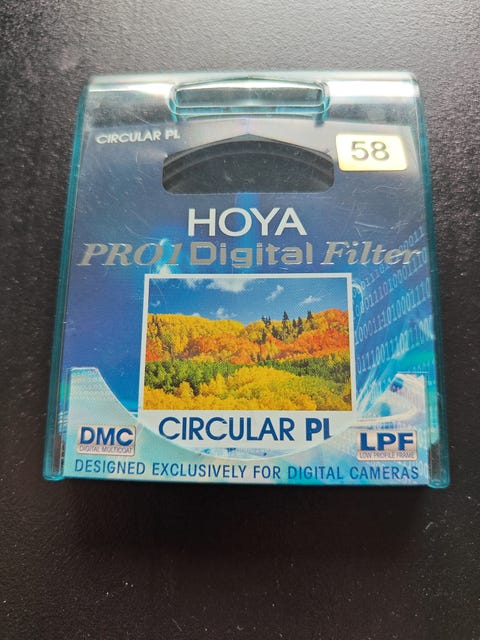 CIRCULAR PL
58
HOYA
PRO1 Digital Filter
CIRCULAR PL
DMC
DIGITAL MULTICOAT
LPF
LOW PROFILE FRAME
DESIGNED EXCLUSIVELY FOR DIGITAL CAMERAS